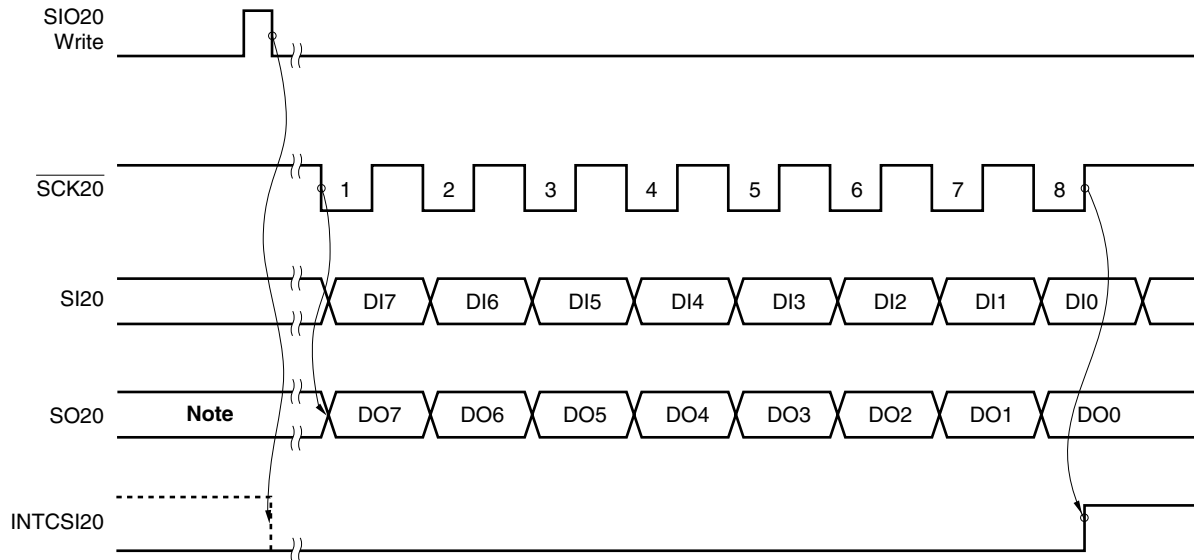 SIO20
Write
SCK20
1 2 3 4 5 6 7 8
SI20
DI7 DI6 DI5 DI4 DI3 DI2 DI1 DI0
SO20
Note DO7 DO6 DO5 DO4 DO3 DO2 DO1 DO0
INTCSI20